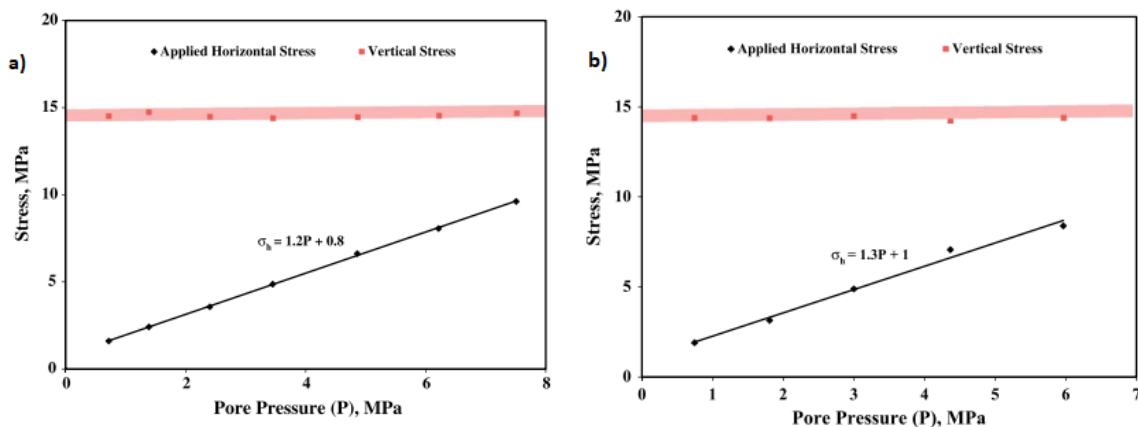 a)
20
15
10
5
0
Stress, MPa
Applied Horizontal Stress
Vertical Stress
σh = 1.2P + 0.8
0 2 4 6 8
Pore Pressure (P), MPa
b)
20
15
10
5
0
Stress, MPa
Applied Horizontal Stress
Vertical Stress
σh = 1.3P + 1
0 1 2 3 4 5 6 7
Pore Pressure (P), MPa